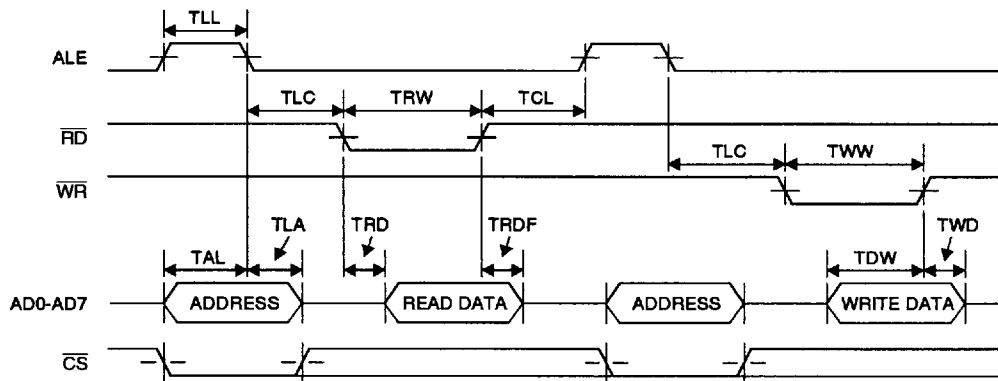 TLL
ALE
TLC TRW TCL
RD
TLC TWW
WR
TLA TRD TRDF TWD
TAL TDW
AD0-AD7 ADDRESS READ DATA ADDRESS WRITE DATA
CS